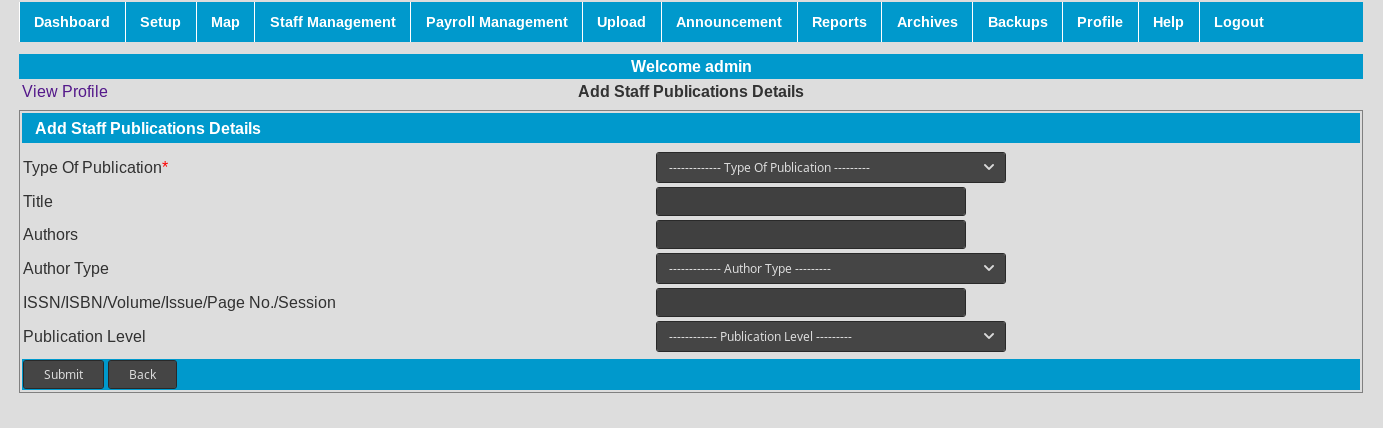 Dashboard Setup Map Staff Management Payroll Management Upload Announcement Reports Archives Backups Profile Help Logout
Welcome admin
View Profile Add Staff Publications Details
Add Staff Publications Details
Type Of Publication* ------------- Type Of Publication ---------
Title
Authors
Author Type ------------- Author Type ---------
ISSN/ISBN/Volume/Issue/Page No./Session
Publication Level ------------ Publication Level ---------
Submit Back